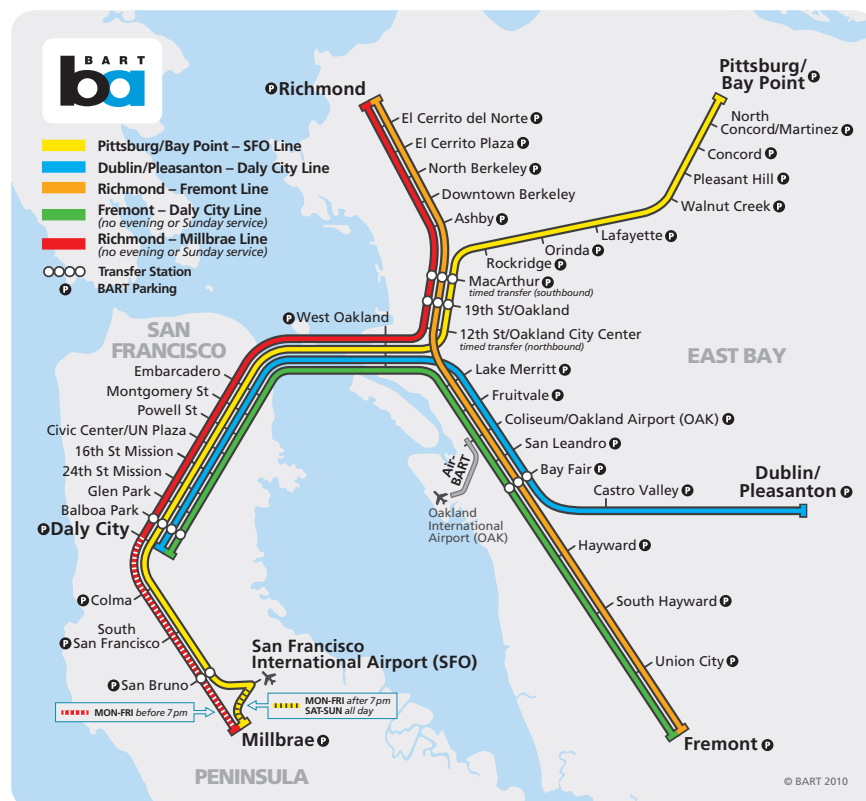 BART
ba
Pittsburg/Bay Point – SFO Line
Dublin/Pleasanton – Daly City Line
Richmond – Fremont Line
Fremont – Daly City Line
(no evening or Sunday service)
Richmond – Millbrae Line
(no evening or Sunday service)
Transfer Station
P BART Parking
P Richmond
El Cerrito del Norte P
El Cerrito Plaza P
North Berkeley P
Downtown Berkeley
Ashby P
Pittsburg/
Bay Point P
North
Concord/Martinez P
Concord P
Pleasant Hill P
Walnut Creek P
Lafayette P
Orinda P
Rockridge P
MacArthur P
timed transfer (southbound)
19th St/Oakland
12th St/Oakland City Center
timed transfer (northbound)
P West Oakland
SAN
FRANCISCO
EAST BAY
Embarcadero
Montgomery St
Powell St
Civic Center/UN Plaza
16th St Mission
24th St Mission
Glen Park
Balboa Park
P Daly City
Lake Merritt P
Fruitvale P
Coliseum/Oakland Airport (OAK) P
San Leandro P
Bay Fair P
Castro Valley P
Dublin/
Pleasanton P
Air-
BART
Oakland
International
Airport (OAK)
Hayward P
South Hayward P
Union City P
Fremont P
P Colma
South
P San Francisco
P San Bruno
San Francisco
International Airport (SFO)
MON-FRI before 7pm
MON-FRI after 7pm
SAT-SUN all day
Millbrae P
PENINSULA
© BART 2010